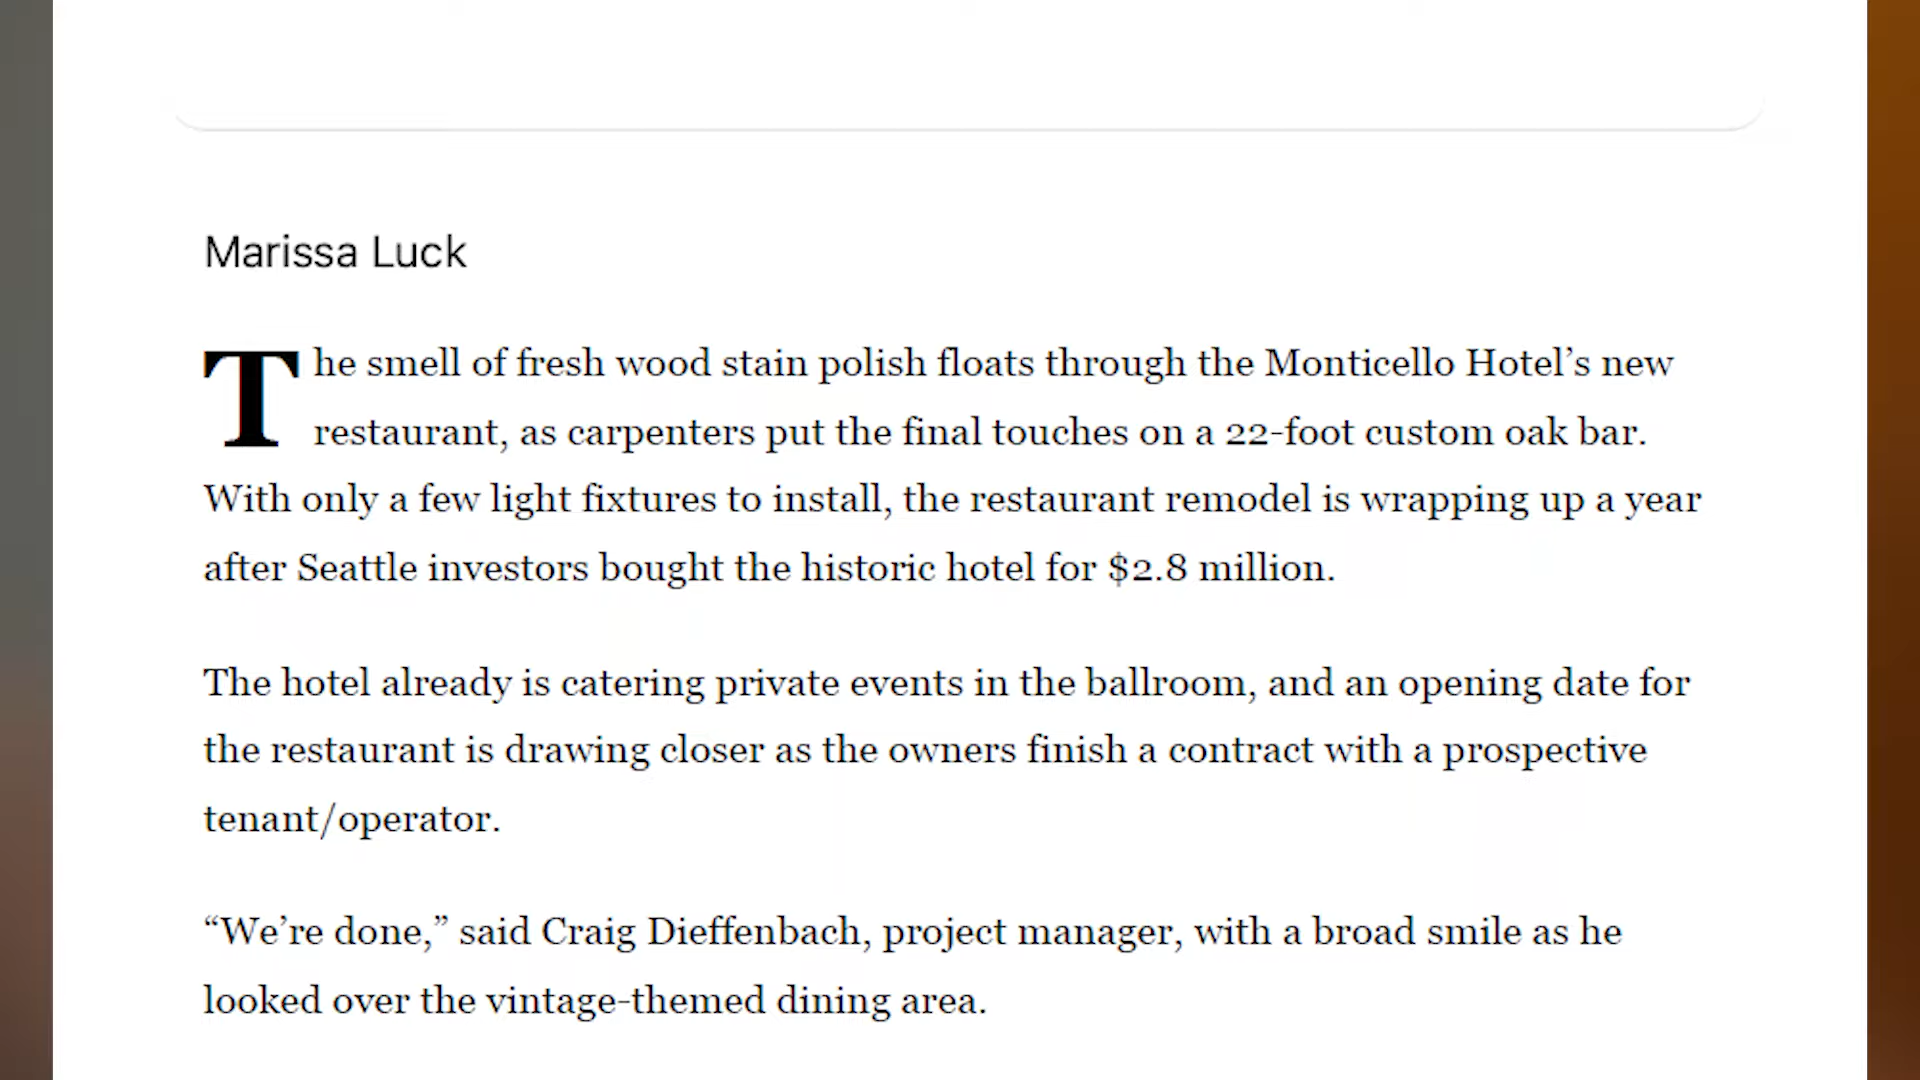 Marissa Luck
The smell of fresh wood stain polish floats through the Monticello Hotel’s new
restaurant, as carpenters put the final touches on a 22-foot custom oak bar.
With only a few light fixtures to install, the restaurant remodel is wrapping up a year
after Seattle investors bought the historic hotel for $2.8 million.
The hotel already is catering private events in the ballroom, and an opening date for
the restaurant is drawing closer as the owners finish a contract with a prospective
tenant/operator.
“We’re done,” said Craig Dieffenbach, project manager, with a broad smile as he
looked over the vintage-themed dining area.